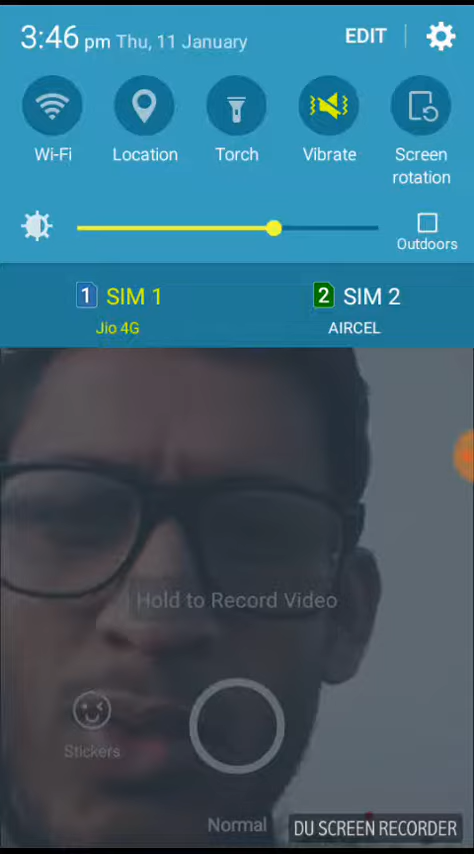 3:46 pm Thu, 11 January EDIT
Wi-Fi Location Torch Vibrate Screen rotation
Outdoors
1 SIM 1 2 SIM 2
Jio 4G AIRCEL
Hold to Record Video
Stickers
Normal
DU SCREEN RECORDER